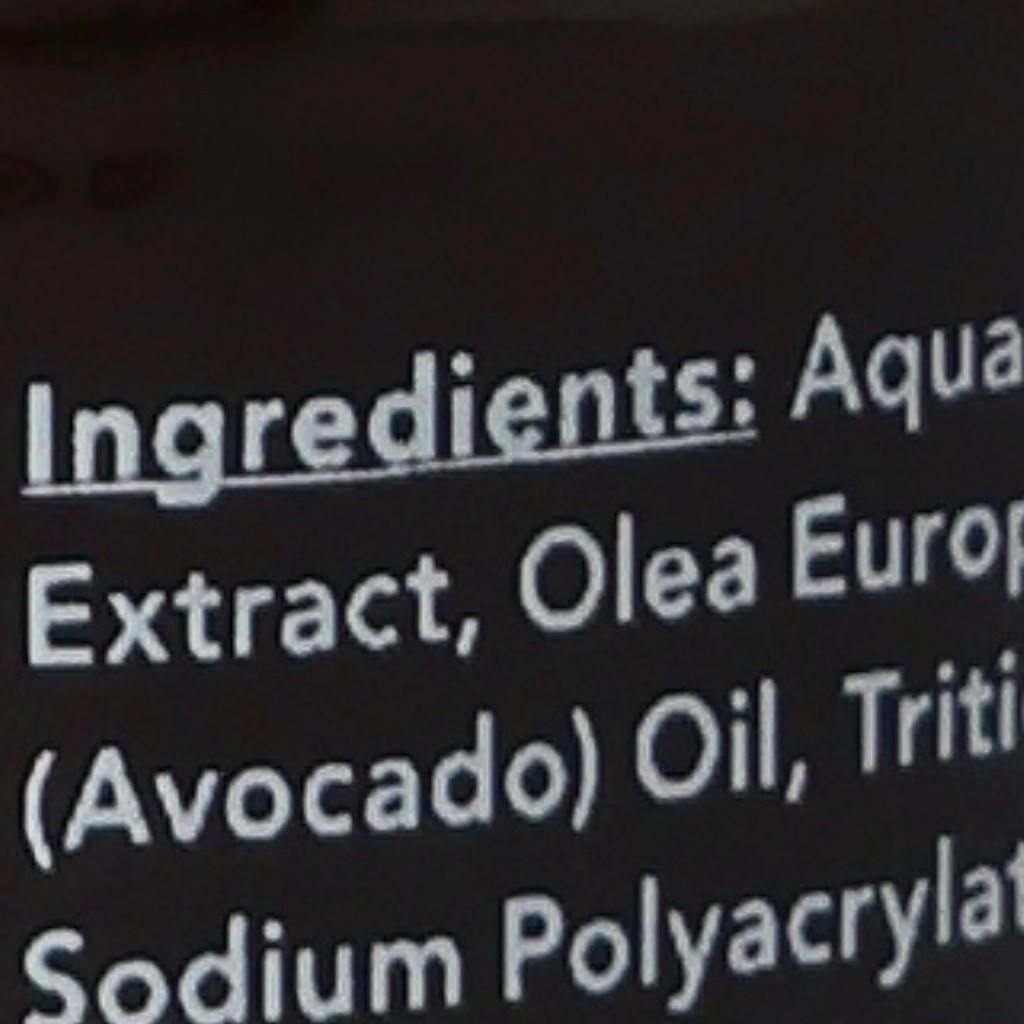 Ingredients: Aqua
Extract, Olea Europ
(Avocado) Oil, Triti
Sodium Polyacrylat